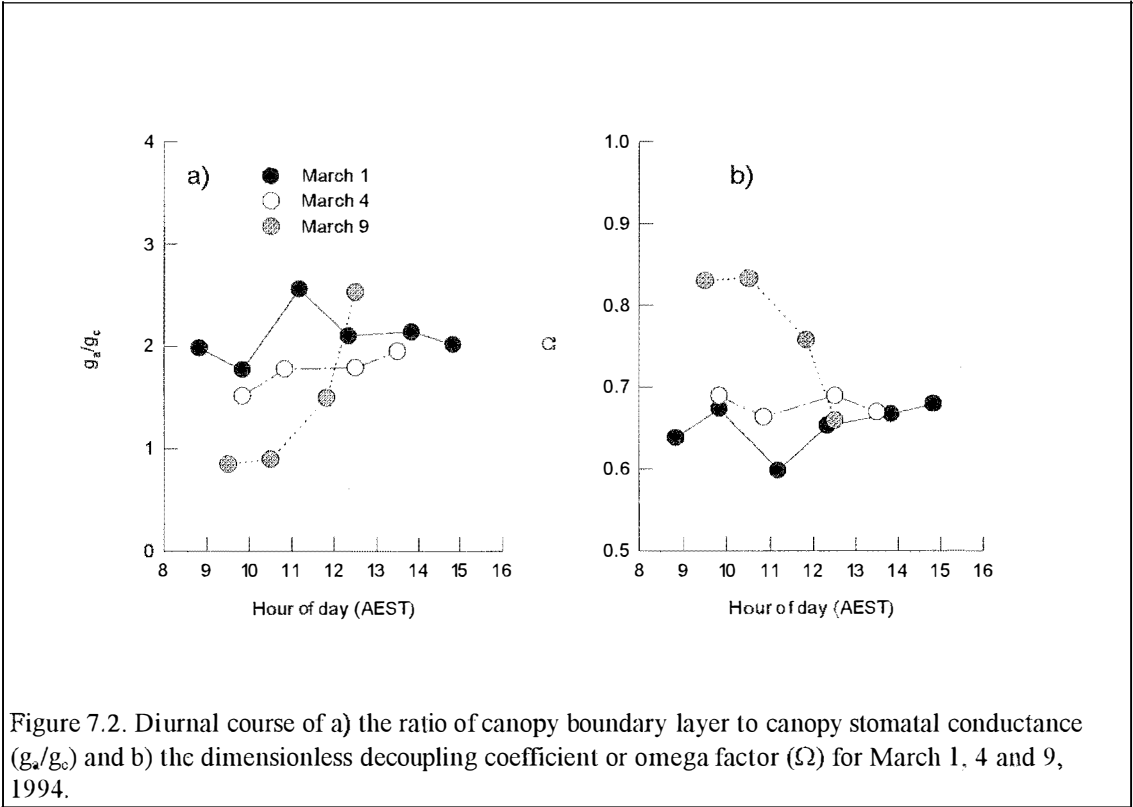 4
3
2
1
0
gₐ/g꜀
a)
March 1
March 4
March 9
8 9 10 11 12 13 14 15 16
Hour of day (AEST)
1.0
0.9
0.8
0.7
0.6
0.5
Ω
b)
8 9 10 11 12 13 14 15 16
Hour of day (AEST)
Figure 7.2. Diurnal course of a) the ratio of canopy boundary layer to canopy stomatal conductance
(gₐ/g꜀) and b) the dimensionless decoupling coefficient or omega factor (Ω) for March 1, 4 and 9,
1994.